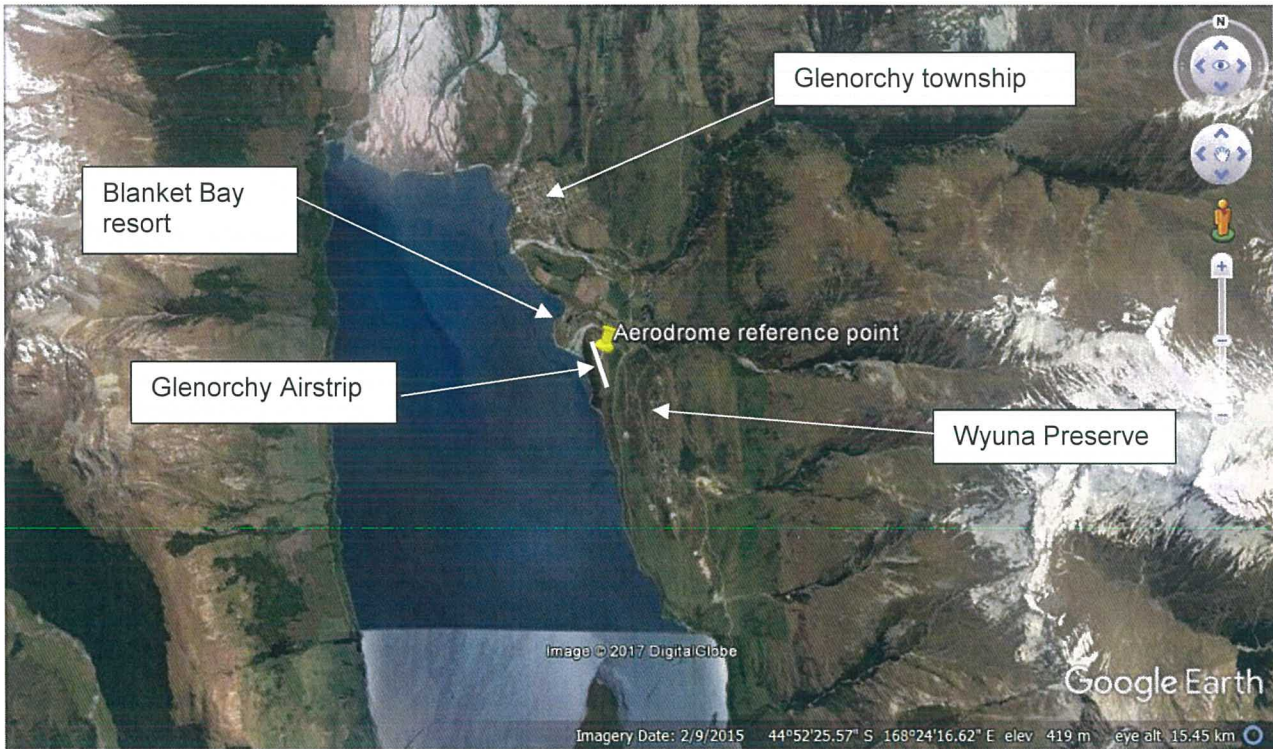 N
Glenorchy township
Blanket Bay
resort
Aerodrome reference point
Glenorchy Airstrip
Wyuna Preserve
Image © 2017 DigitalGlobe
Google Earth
Imagery Date: 2/9/2015 44°52'25.57" S 168°24'16.62" E elev 419 m eye alt 15.45 km